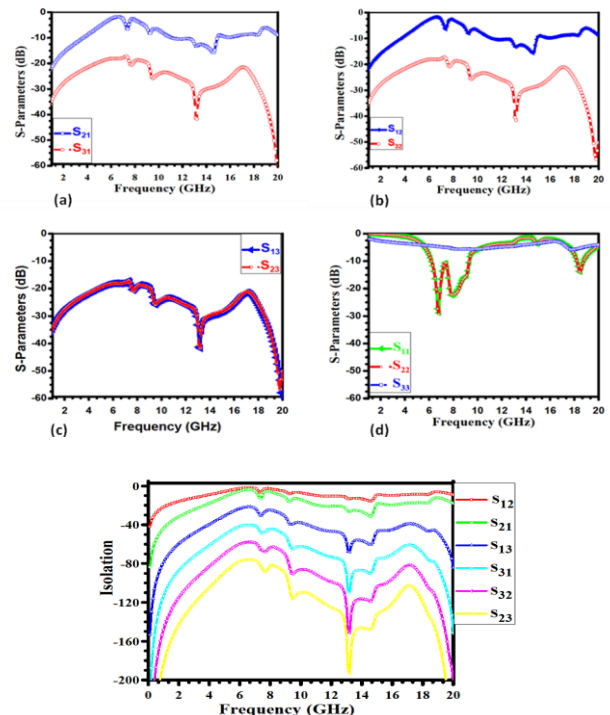 S-Parameters (dB)
0
-10
-20
-30
-40
-50
-60
S21
S31
2 4 6 8 10 12 14 16 18 20
(a) Frequency (GHz)
S-Parameters (dB)
0
-10
-20
-30
-40
-50
-60
S12
S32
2 4 6 8 10 12 14 16 18 20
(b) Frequency (GHz)
S-Parameters (dB)
0
-10
-20
-30
-40
-50
-60
S13
S23
2 4 6 8 10 12 14 16 18 20
(c) Frequency (GHz)
S-Parameters (dB)
0
-10
-20
-30
-40
-50
-60
S11
S22
S33
2 4 6 8 10 12 14 16 18 20
(d) Frequency (GHz)
Isolation
0
-40
-80
-120
-160
-200
S12
S21
S13
S31
S32
S23
0 2 4 6 8 10 12 14 16 18 20
Frequency (GHz)